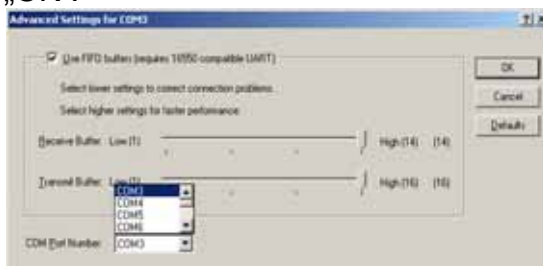 Advanced Settings for COM3
Use FIFO buffers (requires 16550 compatible UART)
OK
Select lower settings to correct connection problems.
Cancel
Select higher settings for faster performance.
Defaults
Receive Buffer: Low (1) High (14) (14)
Transmit Buffer: High (16) (16)
COM3
COM4
COM5
COM6
COM Port Number: COM3